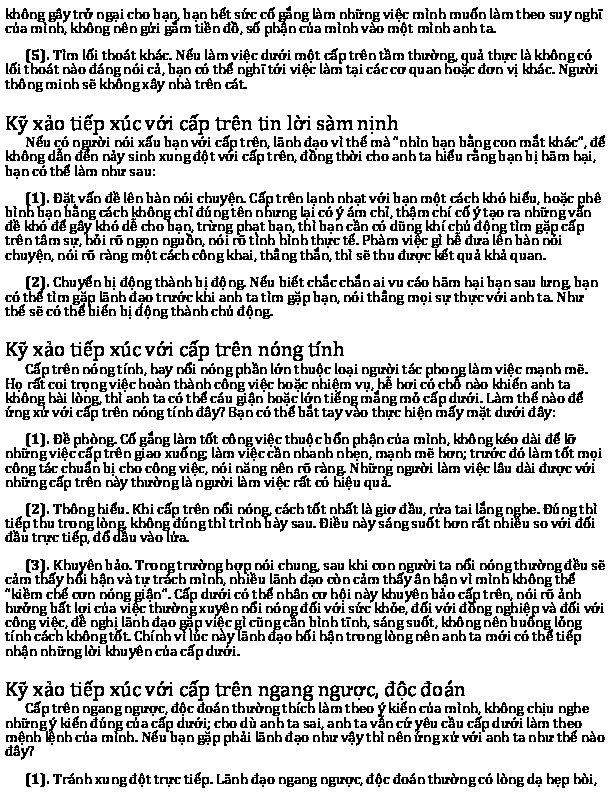 không gây trở ngại cho bạn, bạn hết sức cố gắng làm những việc mình muốn làm theo suy nghĩ
của mình, không nên gửi gắm tiền đồ, số phận của mình vào một mình anh ta.
(5). Tìm lối thoát khác. Nếu làm việc dưới một cấp trên tầm thường, quả thực là không có
lối thoát nào đáng nói cả, bạn có thể nghĩ tới việc làm tại các cơ quan hoặc đơn vị khác. Người
thông minh sẽ không xây nhà trên cát.
Kỹ xảo tiếp xúc với cấp trên tin lời sàm nịnh
Nếu có người nói xấu bạn với cấp trên, lãnh đạo vì thế mà “nhìn bạn bằng con mắt khác”, để
không dẫn đến nảy sinh xung đột với cấp trên, đồng thời cho anh ta hiểu rằng bạn bị hãm hại,
bạn có thể làm như sau:
(1). Đặt vấn đề lên bàn nói chuyện. Cấp trên lạnh nhạt với bạn một cách khó hiểu, hoặc phê
bình bạn bằng cách không chỉ đúng tên nhưng lại có ý ám chỉ, thậm chí cố ý tạo ra những vấn
đề khó để gây khó dễ cho bạn, trừng phạt bạn, thì bạn cần có dũng khí chủ động tìm gặp cấp
trên tâm sự, hỏi rõ ngọn nguồn, nói rõ tình hình thực tế. Phàm việc gì hễ đưa lên bàn nói
chuyện, nói rõ ràng một cách công khai, thẳng thắn, thì sẽ thu được kết quả khả quan.
(2). Chuyển bị động thành bị động. Nếu biết chắc chắn ai vu cáo hãm hại bạn sau lưng, bạn
có thể tìm gặp lãnh đạo trước khi anh ta tìm gặp bạn, nói thẳng mọi sự thực với anh ta. Như
thế sẽ có thể biến bị động thành chủ động.
Kỹ xảo tiếp xúc với cấp trên nóng tính
Cấp trên nóng tính, hay nổi nóng phần lớn thuộc loại người tác phong làm việc mạnh mẽ.
Họ rất coi trọng việc hoàn thành công việc hoặc nhiệm vụ, hễ hơi có chỗ nào khiến anh ta
không hài lòng, thì anh ta có thể cáu giận hoặc lớn tiếng mắng mỏ cấp dưới. Làm thế nào để
ứng xử với cấp trên nóng tính đây? Bạn có thể bắt tay vào thực hiện mấy mặt dưới đây:
(1). Đề phòng. Cố gắng làm tốt công việc thuộc bổn phận của mình, không kéo dài để lỡ
những việc cấp trên giao xuống; làm việc cần nhanh nhẹn, mạnh mẽ hơn; trước đó làm tốt mọi
công tác chuẩn bị cho công việc, nói năng nên rõ ràng. Những người làm việc lâu dài được với
những cấp trên này thường là người làm việc rất có hiệu quả.
(2). Thông hiểu. Khi cấp trên nổi nóng, cách tốt nhất là giơ đầu, rửa tai lắng nghe. Đúng thì
tiếp thu trong lòng, không đúng thì trình bày sau. Điều này sáng suốt hơn rất nhiều so với đối
đầu trực tiếp, đổ dầu vào lửa.
(3). Khuyên bảo. Trong trường hợp nói chung, sau khi con người ta nổi nóng thường đều sẽ
cảm thấy hối hận và tự trách mình, nhiều lãnh đạo còn cảm thấy ân hận vì mình không thể
“kiềm chế cơn nóng giận”. Cấp dưới có thể nhân cơ hội này khuyên bảo cấp trên, nói rõ ảnh
hưởng bất lợi của việc thường xuyên nổi nóng đối với sức khỏe, đối với đồng nghiệp và đối với
công việc, đề nghị lãnh đạo gặp việc gì cũng cần bình tĩnh, sáng suốt, không nên buông lỏng
tính cách không tốt. Chính vì lúc này lãnh đạo hối hận trong lòng nên anh ta mới có thể tiếp
nhận những lời khuyên của cấp dưới.
Kỹ xảo tiếp xúc với cấp trên ngang ngược, độc đoán
Cấp trên ngang ngược, độc đoán thường thích làm theo ý kiến của mình, không chịu nghe
những ý kiến đúng của cấp dưới; cho dù anh ta sai, anh ta vẫn cứ yêu cầu cấp dưới làm theo
mệnh lệnh của mình. Nếu bạn gặp phải lãnh đạo như vậy thì nên ứng xử với anh ta như thế nào
đây?
(1). Tránh xung đột trực tiếp. Lãnh đạo ngang ngược, độc đoán thường có lòng dạ hẹp hòi,